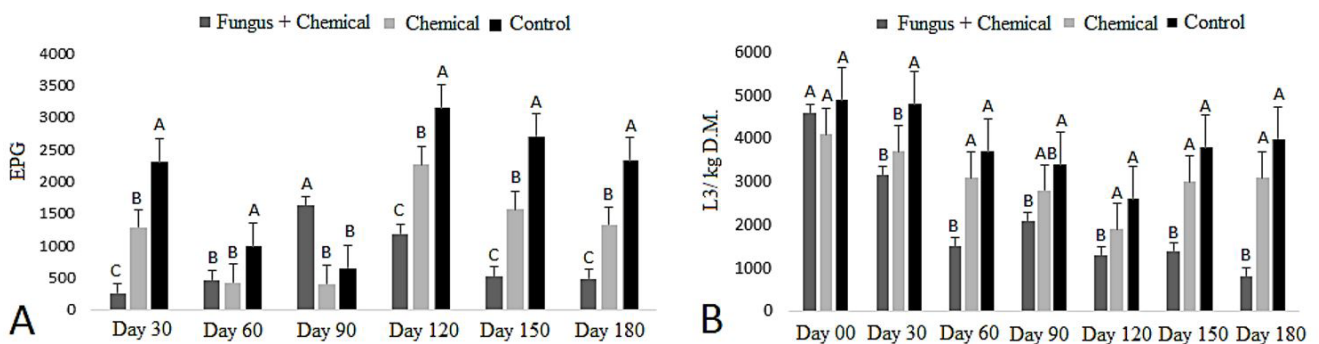 Fungus + Chemical Chemical Control
4000
3500
3000
2500
2000
1500
1000
500
0
EPG
C B A
B B A
A B B
C B A
C B A
C B A
Day 30 Day 60 Day 90 Day 120 Day 150 Day 180
A
Fungus + Chemical Chemical Control
6000
5000
4000
3000
2000
1000
0
L3/ kg D.M.
A A A
B B A
B A A
B AB A
B A A
B A A
B A A
Day 00 Day 30 Day 60 Day 90 Day 120 Day 150 Day 180
B